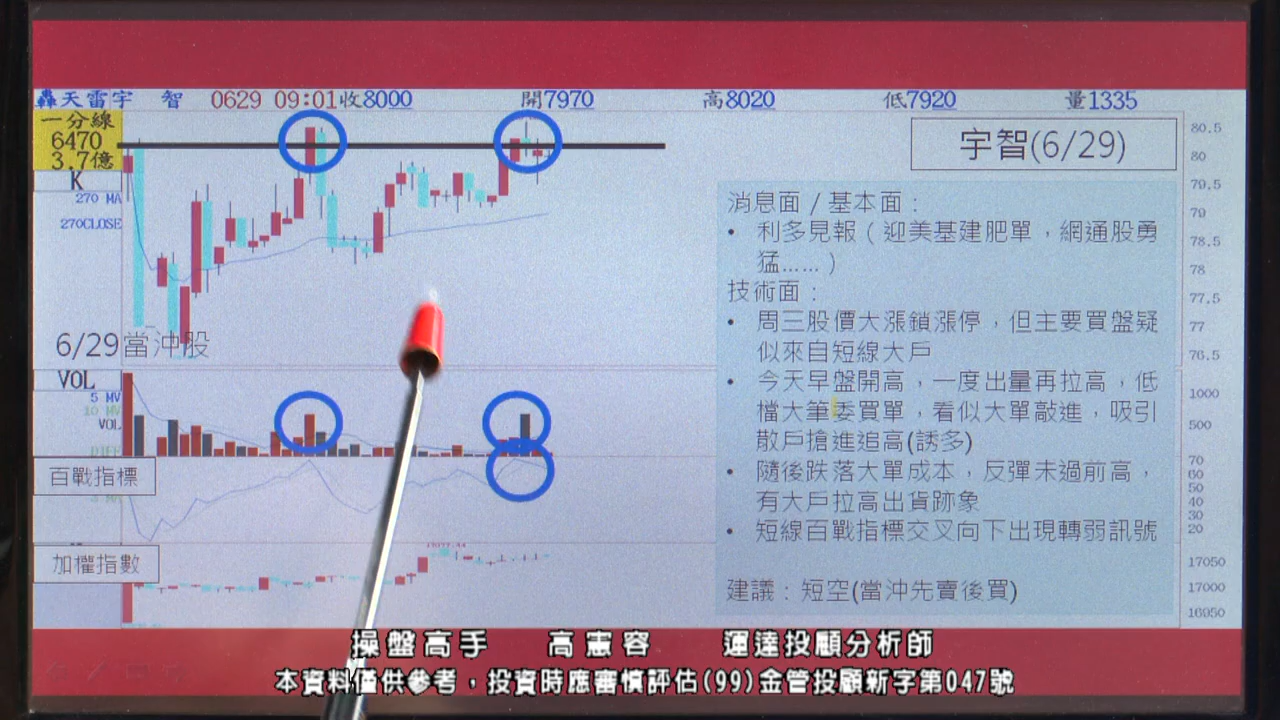 轟天雷宇 智 0629 09:01收8000 開7970 高8020 低7920 量1335
一分線
6470
3.7億
K
270 MA
270CLOSE
6/29當沖股
VOL
5 MV
10 MV
VOL
百戰指標
加權指數
80.5
80
79.5
79
78.5
78
77.5
77
76.5
1000
500
70
60
50
40
30
20
17050
17000
16950
宇智(6/29)
消息面 / 基本面：
• 利多見報（迎美基建肥單，網通股勇
猛……）
技術面：
• 周三股價大漲鎖漲停，但主要買盤疑
似來自短線大戶
• 今天早盤開高，一度出量再拉高，低
檔大筆委買單，看似大單敲進，吸引
散戶搶進追高(誘多)
• 隨後跌落大單成本，反彈未過前高，
有大戶拉高出貨跡象
• 短線百戰指標交叉向下出現轉弱訊號
建議：短空(當沖先賣後買)
操盤高手 高憲容 運達投顧分析師
本資料僅供參考，投資時應審慎評估(99)金管投顧新字第047號